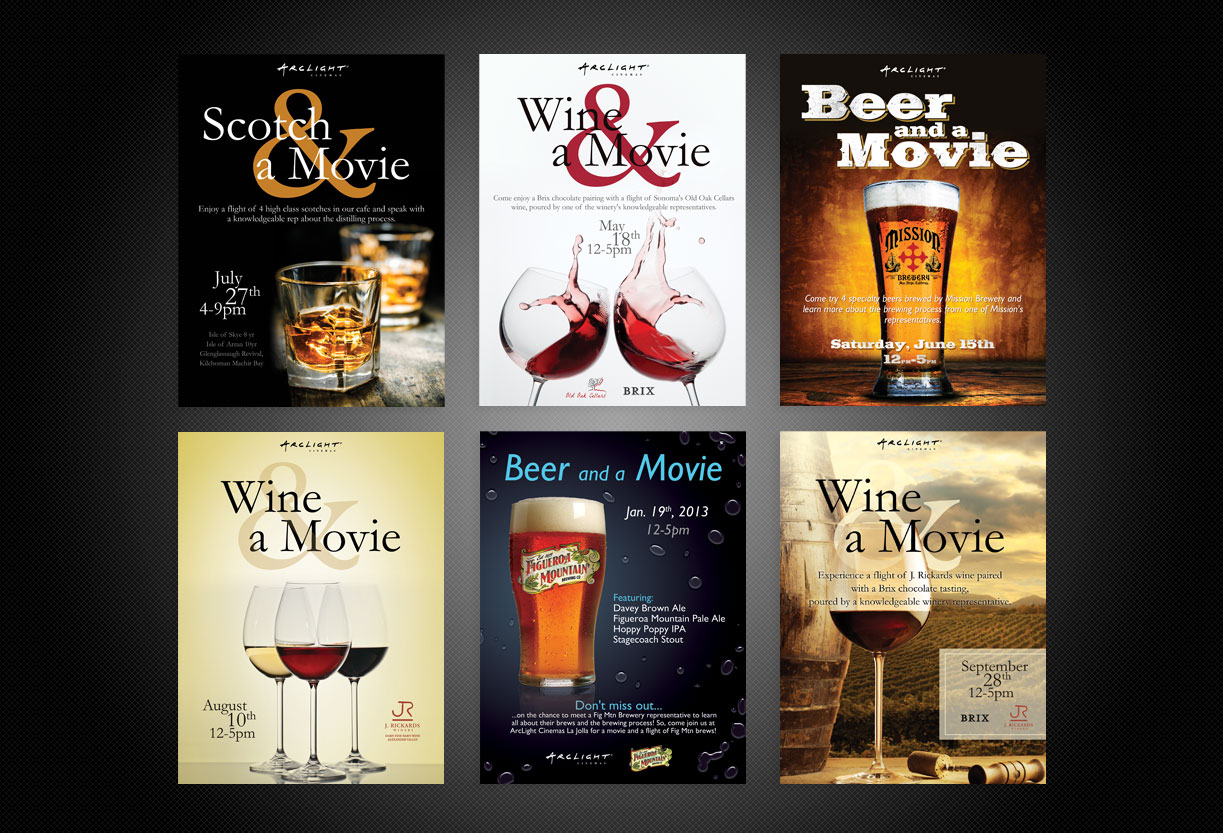 ArcLight
CINEMAS
Scotch
&
a Movie
Enjoy a flight of 4 high class scotches in our cafe and speak with
a knowledgeable rep about the distilling process.
July
27th
4-9pm
Isle of Skye 8 yr
Isle of Arran 10yr
Glenglassaugh Revival,
Kilchoman Machir Bay
ArcLight
CINEMAS
Wine
&
a Movie
Come enjoy a Brix chocolate pairing with a flight of Sonoma's Old Oak Cellars
wine, poured by one of the winery's knowledgeable representatives.
May
18th
12-5pm
Old Oak Cellars
BRIX
ArcLight
CINEMAS
Beer
and a
Movie
MISSION
BREWERY
Come try 4 specialty beers brewed by Mission Brewery and
learn more about the brewing process from one of Mission's
representatives.
Saturday, June 15th
12PM-5PM
ArcLight
CINEMAS
Wine
&
a Movie
August
10th
12-5pm
JR
J. RICKARDS
WINERY
Beer and a Movie
Jan. 19th, 2013
12-5pm
FIGUEROA
MOUNTAIN
BREWING CO
Featuring:
Davey Brown Ale
Figueroa Mountain Pale Ale
Hoppy Poppy IPA
Stagecoach Stout
Don't miss out...
...on the chance to meet a Fig Mtn Brewery representative to learn
all about their brews and the brewing process! So, come join us at
ArcLight Cinemas La Jolla for a movie and a flight of Fig Mtn brews!
ArcLight
CINEMAS
FIGUEROA
MOUNTAIN
ArcLight
CINEMAS
Wine
&
a Movie
Experience a flight of J. Rickards wine paired
with a Brix chocolate tasting,
poured by a knowledgeable winery representative.
September
28th
12-5pm
BRIX
JR
J. RICKARDS